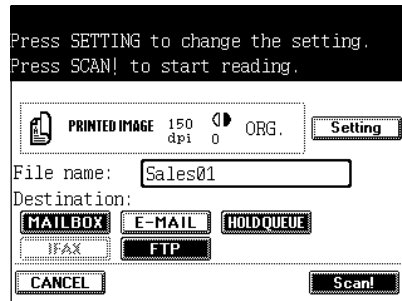 Press SETTING to change the setting.
Press SCAN! to start reading.
PRINTED IMAGE 150 dpi 0 ORG. Setting
File name: Sales01
Destination:
MAILBOX E-MAIL HOLDQUEUE
IFAX FTP
CANCEL Scan!